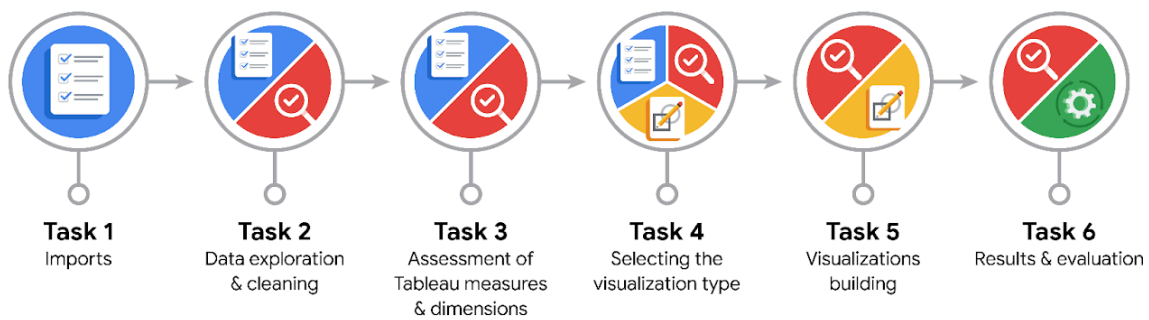 Task 1
Imports
Task 2
Data exploration
& cleaning
Task 3
Assessment of
Tableau measures
& dimensions
Task 4
Selecting the
visualization type
Task 5
Visualizations
building
Task 6
Results & evaluation